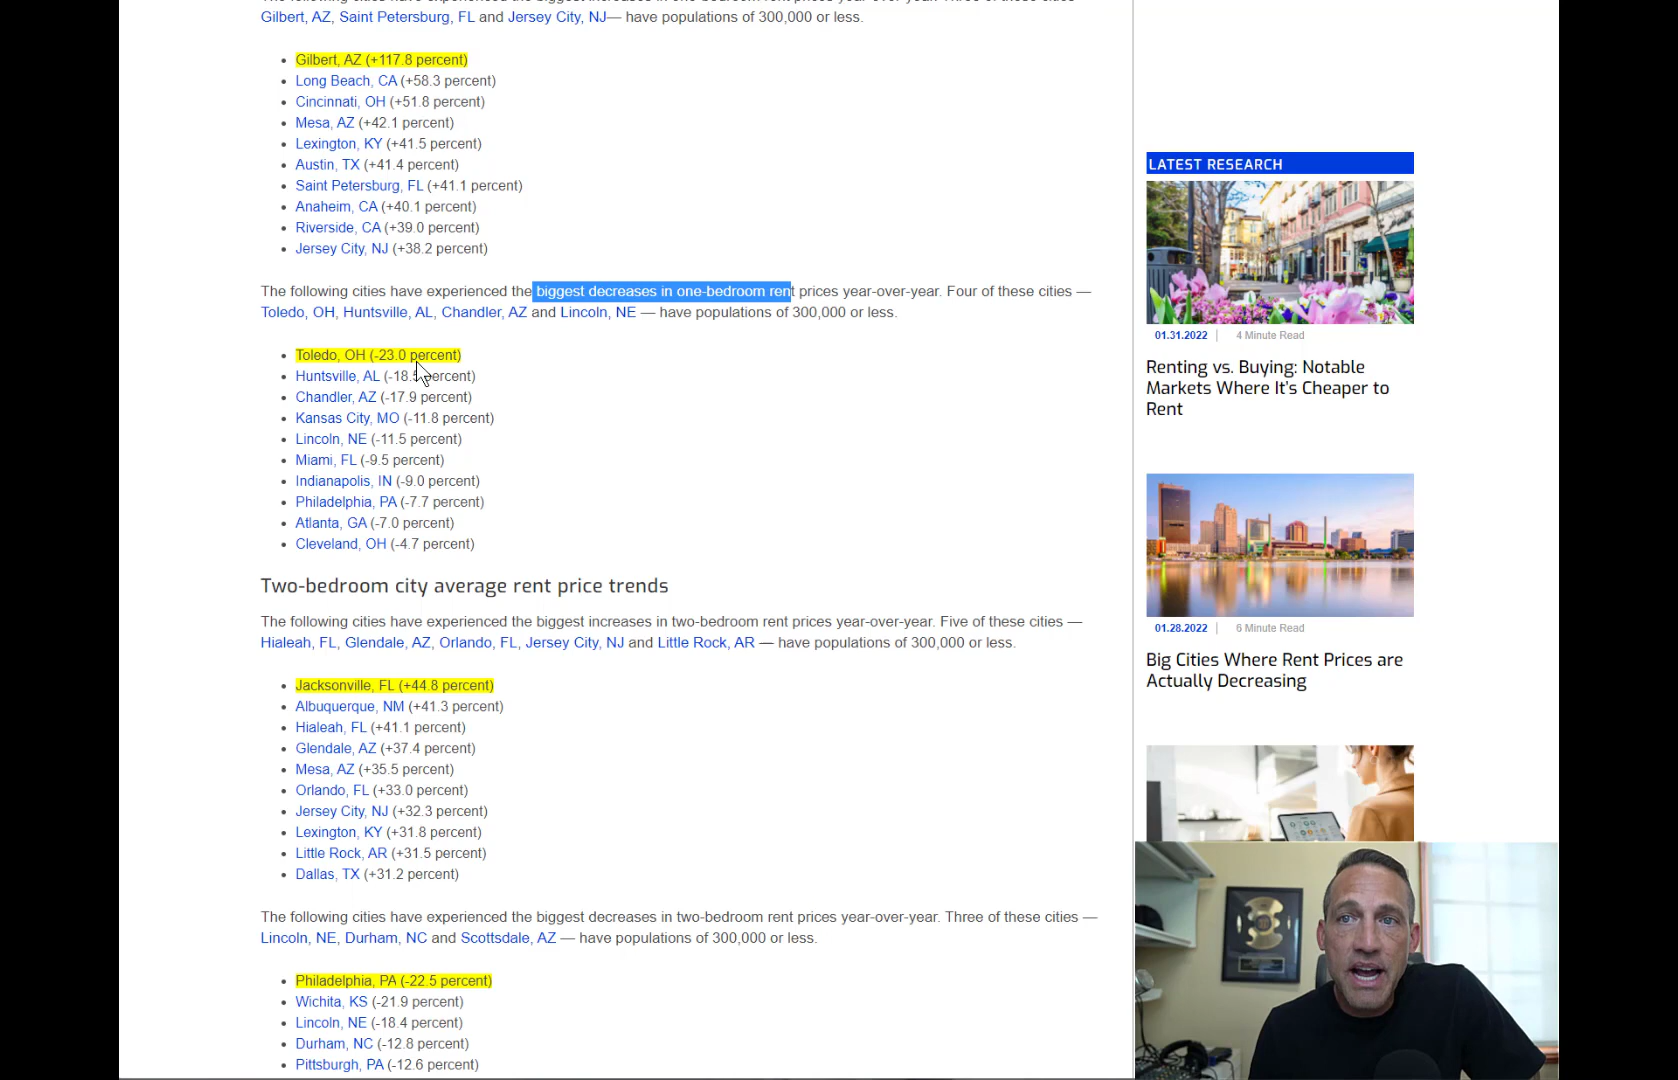 Gilbert, AZ, Saint Petersburg, FL and Jersey City, NJ— have populations of 300,000 or less.
Gilbert, AZ (+117.8 percent)
Long Beach, CA (+58.3 percent)
Cincinnati, OH (+51.8 percent)
Mesa, AZ (+42.1 percent)
Lexington, KY (+41.5 percent)
Austin, TX (+41.4 percent)
Saint Petersburg, FL (+41.1 percent)
Anaheim, CA (+40.1 percent)
Riverside, CA (+39.0 percent)
Jersey City, NJ (+38.2 percent)
The following cities have experienced the biggest decreases in one-bedroom rent prices year-over-year. Four of these cities —
Toledo, OH, Huntsville, AL, Chandler, AZ and Lincoln, NE — have populations of 300,000 or less.
Toledo, OH (-23.0 percent)
Huntsville, AL
Chandler, AZ (-17.9 percent)
Kansas City, MO (-11.8 percent)
Lincoln, NE (-11.5 percent)
Miami, FL (-9.5 percent)
Indianapolis, IN (-9.0 percent)
Philadelphia, PA (-7.7 percent)
Atlanta, GA (-7.0 percent)
Cleveland, OH (-4.7 percent)
Two-bedroom city average rent price trends
The following cities have experienced the biggest increases in two-bedroom rent prices year-over-year. Five of these cities —
Hialeah, FL, Glendale, AZ, Orlando, FL, Jersey City, NJ and Little Rock, AR — have populations of 300,000 or less.
Jacksonville, FL (+44.8 percent)
Albuquerque, NM (+41.3 percent)
Hialeah, FL (+41.1 percent)
Glendale, AZ (+37.4 percent)
Mesa, AZ (+35.5 percent)
Orlando, FL (+33.0 percent)
Jersey City, NJ (+32.3 percent)
Lexington, KY (+31.8 percent)
Little Rock, AR (+31.5 percent)
Dallas, TX (+31.2 percent)
The following cities have experienced the biggest decreases in two-bedroom rent prices year-over-year. Three of these cities —
Lincoln, NE, Durham, NC and Scottsdale, AZ — have populations of 300,000 or less.
Philadelphia, PA (-22.5 percent)
Wichita, KS (-21.9 percent)
Lincoln, NE (-18.4 percent)
Durham, NC (-12.8 percent)
Pittsburgh, PA (-12.6 percent)
LATEST RESEARCH
01.31.2022 | 4 Minute Read
Renting vs. Buying: Notable
Markets Where It's Cheaper to
Rent
01.28.2022 | 6 Minute Read
Big Cities Where Rent Prices are
Actually Decreasing